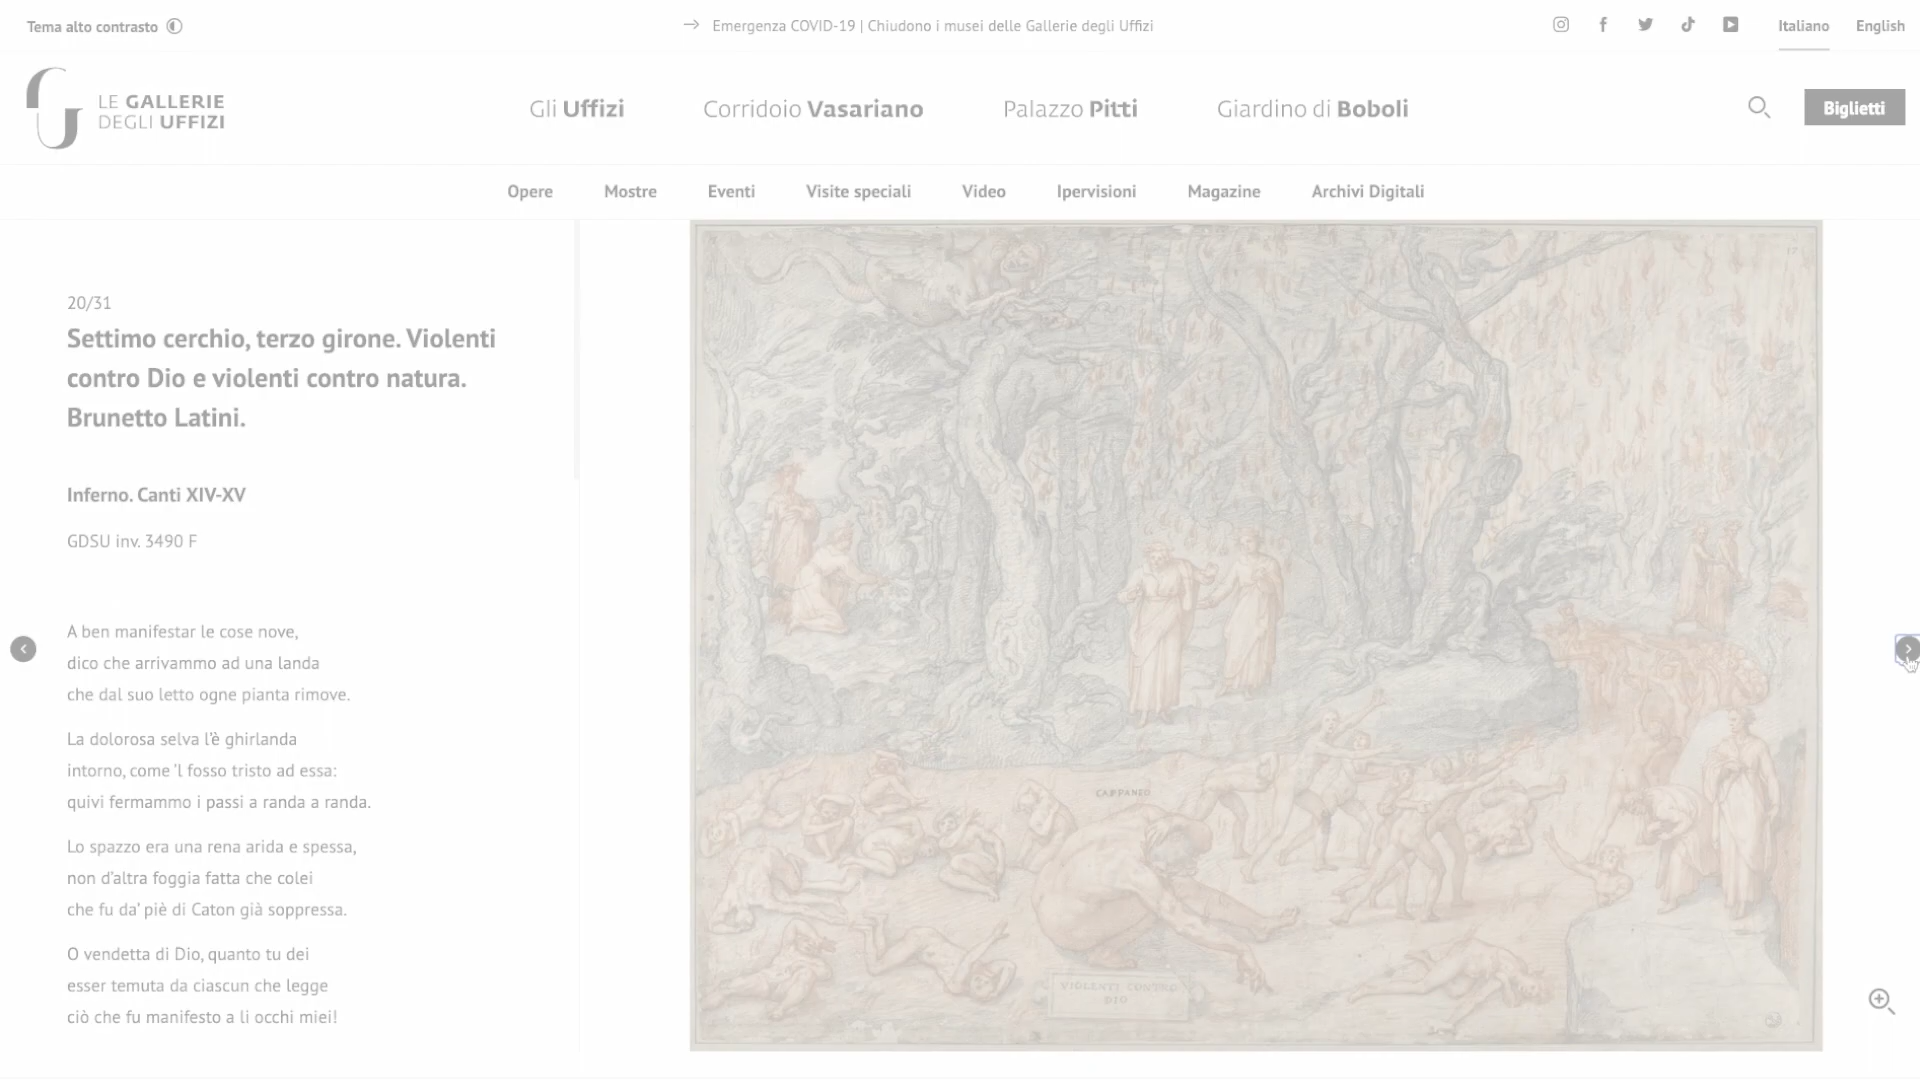 Tema alto contrasto
Emergenza COVID-19 | Chiudono i musei delle Gallerie degli Uffizi
Italiano
English
LE GALLERIE
DEGLI UFFIZI
Gli Uffizi
Corridoio Vasariano
Palazzo Pitti
Giardino di Boboli
Biglietti
Opere
Mostre
Eventi
Visite speciali
Video
Ipervisioni
Magazine
Archivi Digitali
20/31
Settimo cerchio, terzo girone. Violenti
contro Dio e violenti contro natura.
Brunetto Latini.
Inferno. Canti XIV-XV
GDSU inv. 3490 F
A ben manifestar le cose nove,
dico che arrivammo ad una landa
che dal suo letto ogne pianta rimove.
La dolorosa selva l'è ghirlanda
intorno, come 'l fosso tristo ad essa:
quivi fermammo i passi a randa a randa.
Lo spazzo era una rena arida e spessa,
non d'altra foggia fatta che colei
che fu da' piè di Caton già soppressa.
O vendetta di Dio, quanto tu dei
esser temuta da ciascun che legge
ciò che fu manifesto a li occhi miei!
CAPPANEO
VIOLENTI CONTRO
DIO